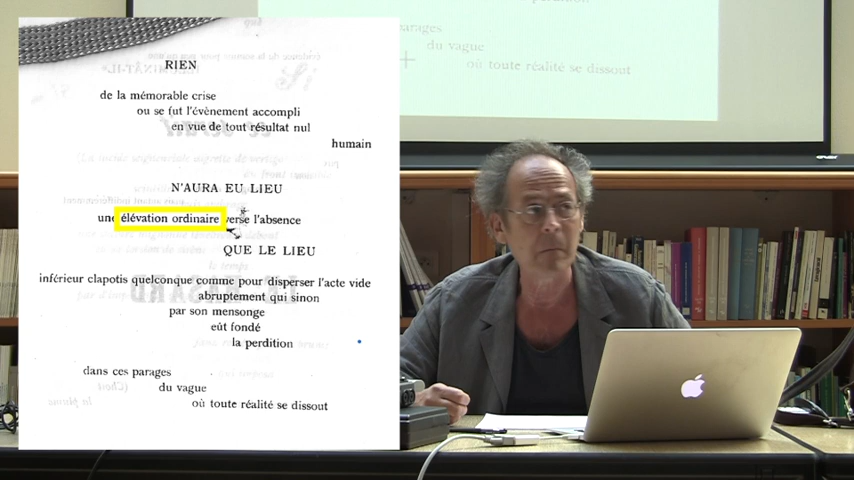 RIEN
de la mémorable crise
ou se fut l'évènement accompli
en vue de tout résultat nul
humain
N'AURA EU LIEU
une élévation ordinaire verse l'absence
QUE LE LIEU
inférieur clapotis quelconque comme pour disperser l'acte vide
abruptement qui sinon
par son mensonge
eût fondé
la perdition
dans ces parages
du vague
où toute réalité se dissout
parages
du vague
où toute réalité se dissout